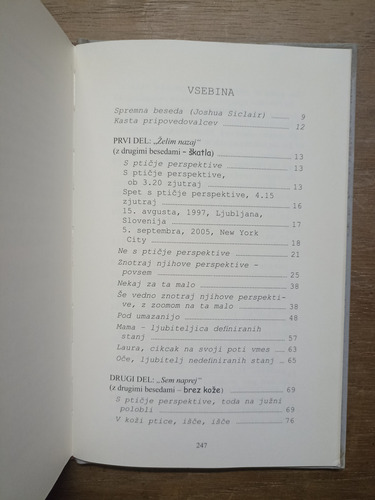 VSEBINA
Spremna beseda (Joshua Siclair) 9
Kasta pripovedovalcev 12
PRVI DEL: „Želim nazaj“
(z drugimi besedami – škatla) 13
S ptičje perspektive 13
S ptičje perspektive,
ob 3.20 zjutraj 13
Spet s ptičje perspektive, 4.15
zjutraj 16
15. avgusta, 1997, Ljubljana,
Slovenija 17
5. septembra, 2005, New York
City 18
Ne s ptičje perspektive 21
Znotraj njihove perspektive –
povsem 25
Nekaj za ta malo 38
Še vedno znotraj njihove perspekti-
ve, z zoomom na ta malo 38
Pod umazanijo 48
Mama – ljubiteljica definiranih
stanj 57
Laura, cikcak na svoji poti vmes 63
Oče, ljubitelj nedefiniranih stanj 65
DRUGI DEL: „Sem naprej“
(z drugimi besedami – brez kože) 69
S ptičje perspektive, toda na južni
polobli 69
V koži ptice, išče, išče 76
247